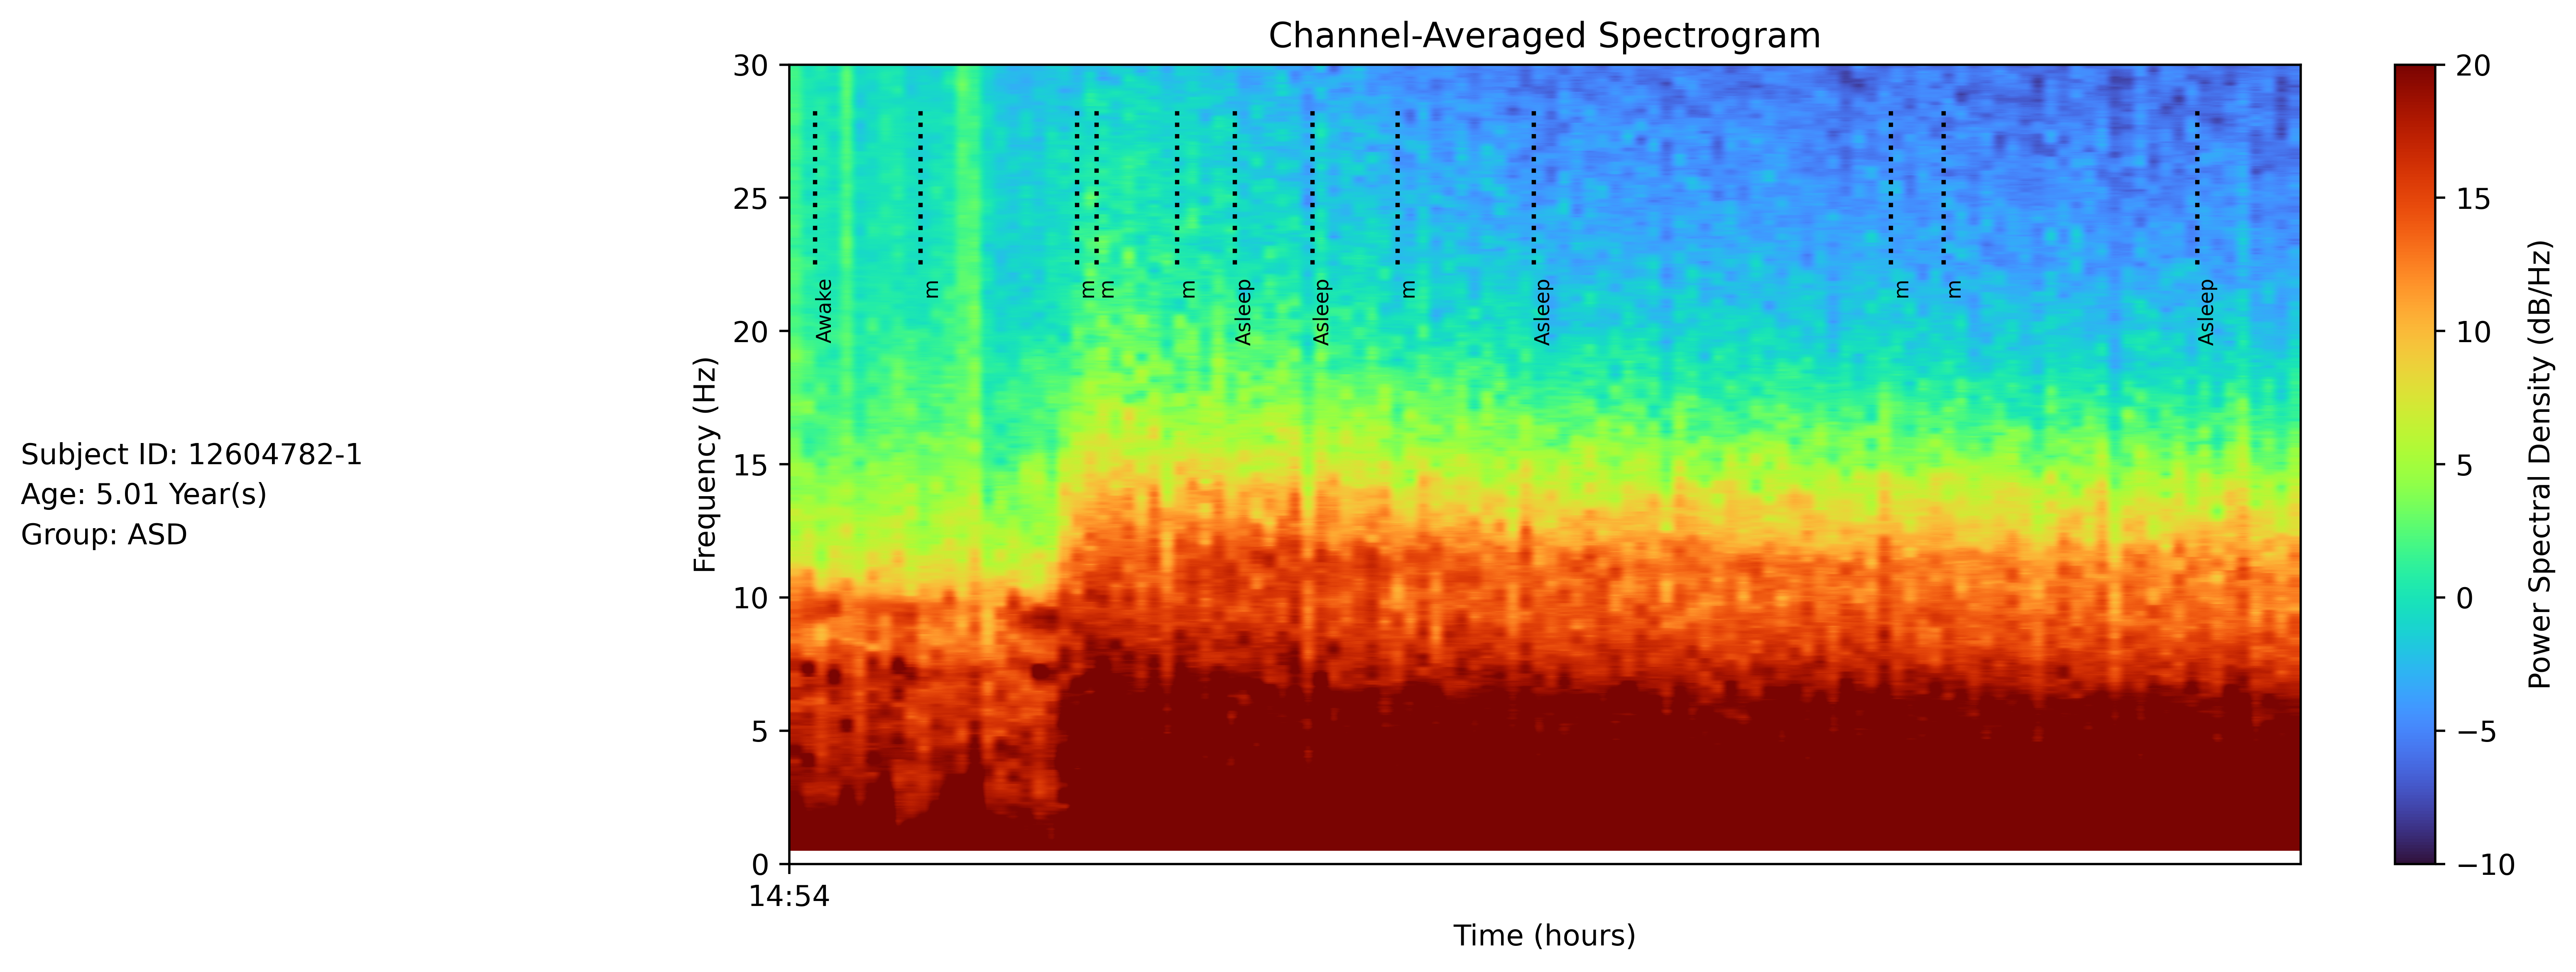 Channel-Averaged Spectrogram
Subject ID: 12604782-1
Age: 5.01 Year(s)
Group: ASD
Frequency (Hz)
30
25
20
15
10
5
0
Awake
m
m
m
m
Asleep
Asleep
m
Asleep
m
m
Asleep
14:54
Time (hours)
20
15
10
5
0
−5
−10
Power Spectral Density (dB/Hz)